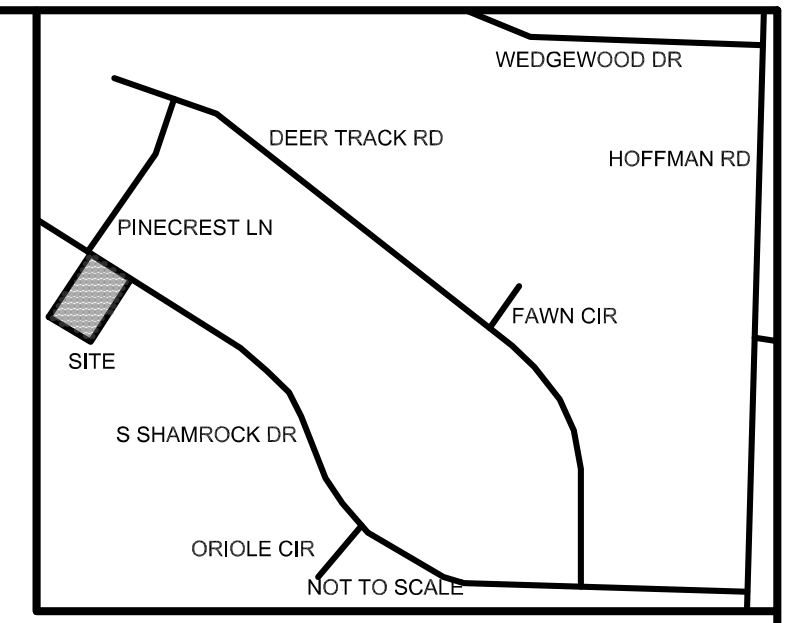 WEDGEWOOD DR
DEER TRACK RD
HOFFMAN RD
PINECREST LN
FAWN CIR
SITE
S SHAMROCK DR
ORIOLE CIR
NOT TO SCALE